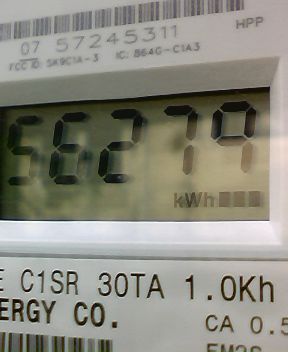 HPP
07 57245311
FCC ID: SK9C1A-3 IC: 864G-C1A3
56279
kWh
E C1SR 30TA 1.0Kh
ERGY CO.
CA 0.5